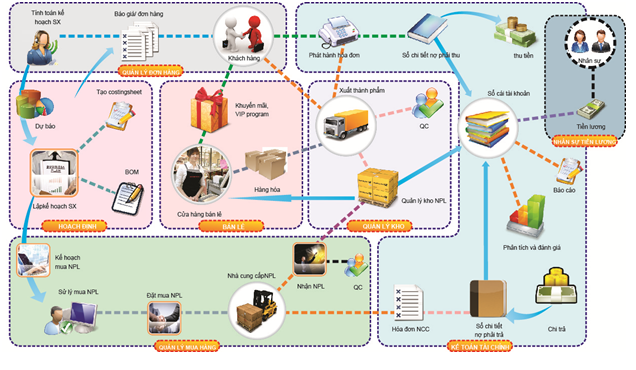 Tính toán kế
hoạch SX
Báo giá/ đơn hàng
Khách hàng
QUẢN LÝ ĐƠN HÀNG
Phát hành hóa đơn
Sổ chi tiết nợ phải thu
thu tiền
Nhân sự
Tiền lương
NHÂN SỰ TIỀN LƯƠNG
Tạo costingsheet
Dự báo
BOM
Lậpkế hoạch SX
HOẠCH ĐỊNH
Khuyến mãi,
VIP program
Hàng hóa
Cửa hàng bán lẻ
BÁN LẺ
Xuất thành phẩm
QC
Quản lý kho NPL
QUẢN LÝ KHO
Sổ cái tài khoản
Báo cáo
Phân tích và đánh giá
Kế hoạch
mua NPL
Sử lý mua NPL
Đặt mua NPL
Nhà cung cấpNPL
Nhận NPL
QC
QUẢN LÝ MUA HÀNG
Hóa đơn NCC
Sổ chi tiết
nợ phải trả
Chi trả
KẾ TOÁN TÀI CHÍNH